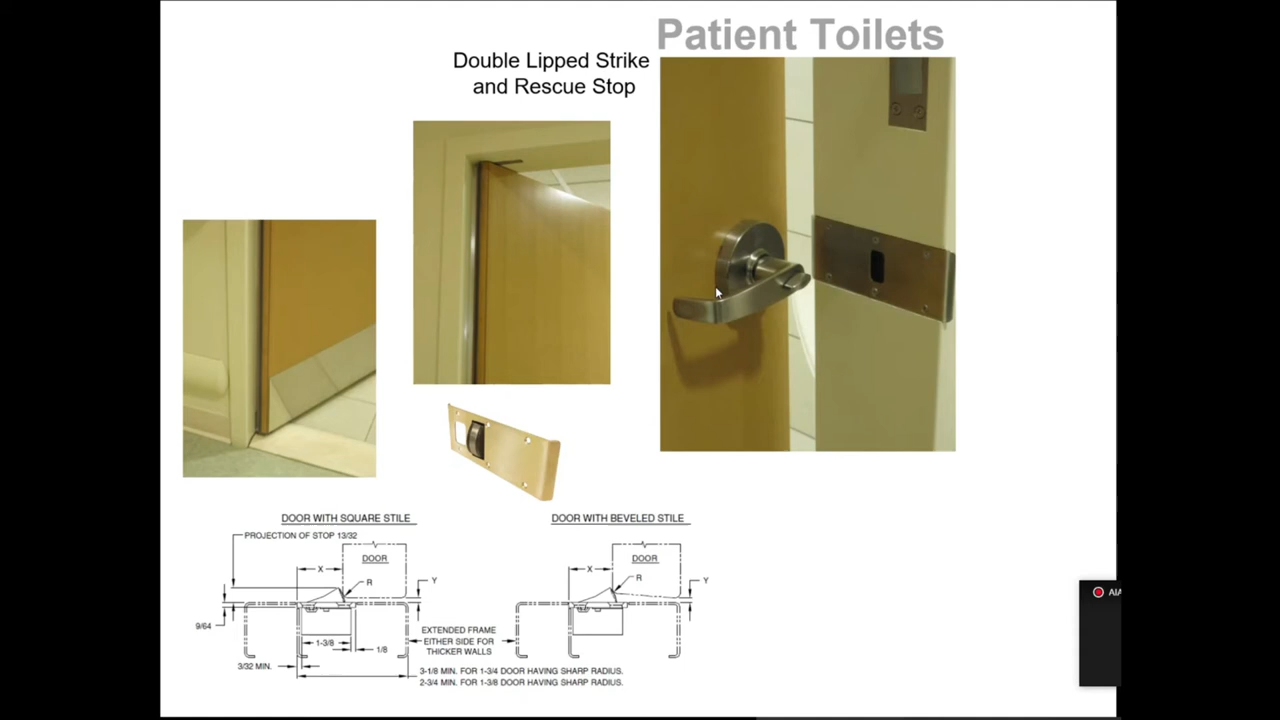 Patient Toilets
Double Lipped Strike
and Rescue Stop
DOOR WITH SQUARE STILE
PROJECTION OF STOP 13/32
DOOR
X
R
Y
9/64
1-3/8
1/8
3/32 MIN.
EXTENDED FRAME
EITHER SIDE FOR
THICKER WALLS
3-1/8 MIN. FOR 1-3/4 DOOR HAVING SHARP RADIUS.
2-3/4 MIN. FOR 1-3/8 DOOR HAVING SHARP RADIUS.
DOOR WITH BEVELED STILE
DOOR
X
R
Y
AIA